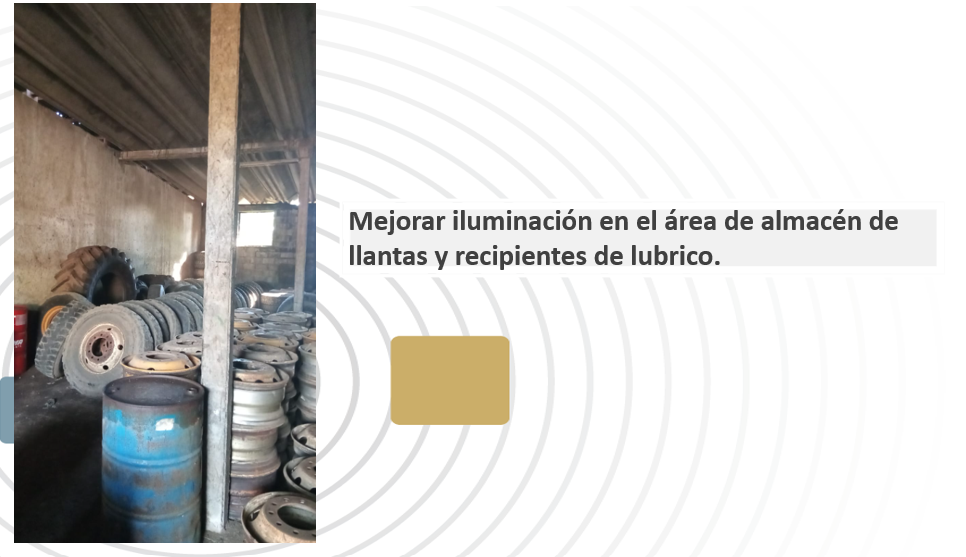 Mejorar iluminación en el área de almacén de
llantas y recipientes de lubrico.